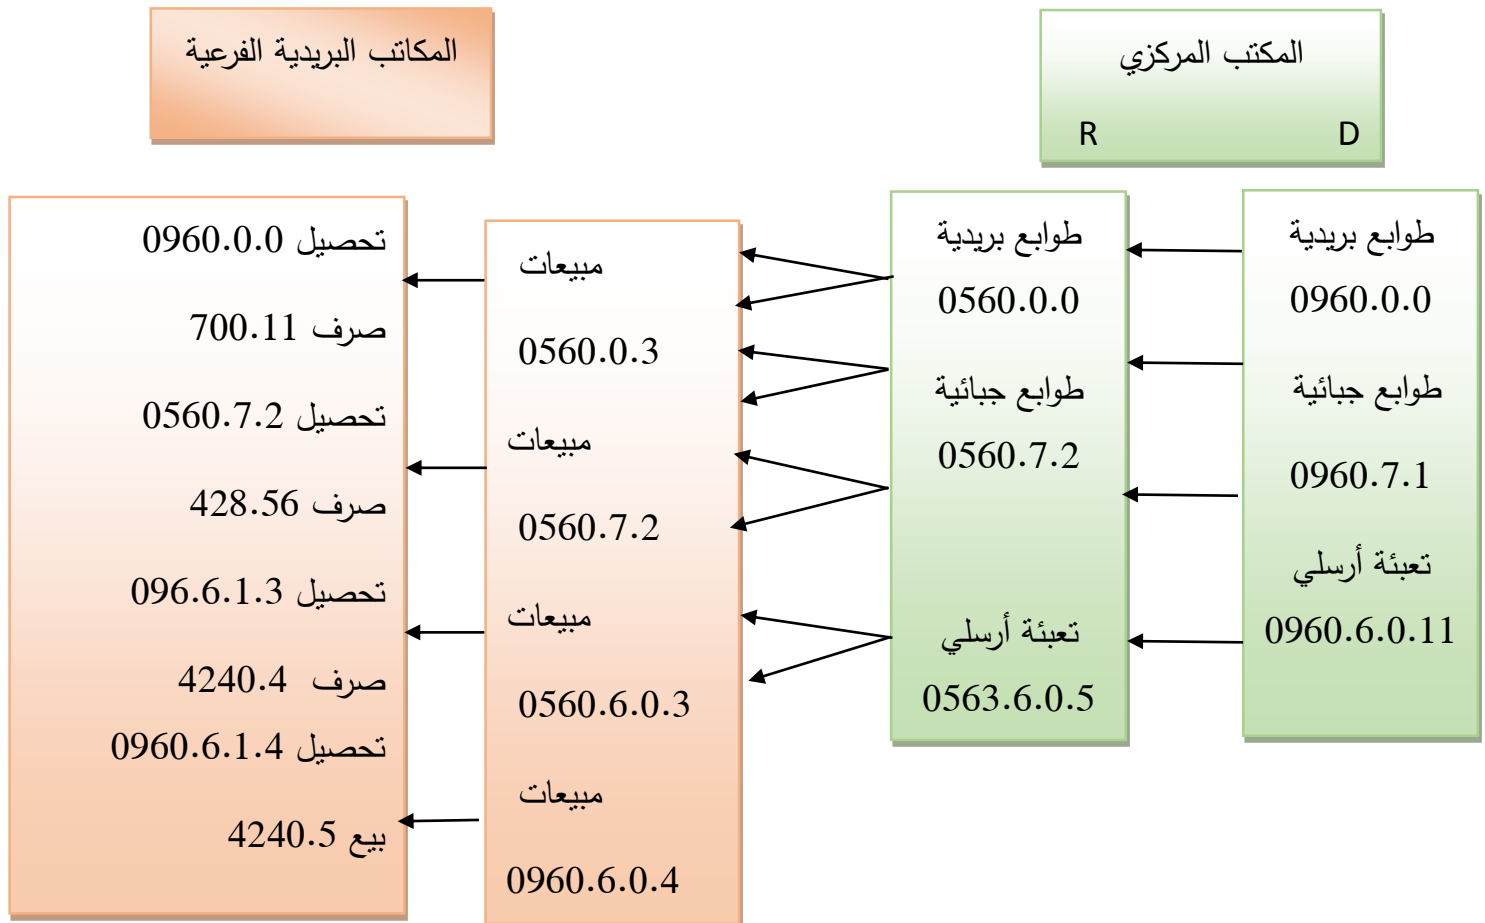 المكتب المركزي
R D
المكاتب البريدية الفرعية
طوابع بريدية
0960.0.0
طوابع جبائية
0960.7.1
تعبئة أرسلي
0960.6.0.11
طوابع بريدية
0560.0.0
طوابع جبائية
0560.7.2
تعبئة أرسلي
0563.6.0.5
مبيعات
0560.0.3
مبيعات
0560.7.2
مبيعات
0560.6.0.3
مبيعات
0960.6.0.4
تحصيل 0960.0.0
صرف 700.11
تحصيل 0560.7.2
صرف 428.56
تحصيل 096.6.1.3
صرف 4240.4
تحصيل 0960.6.1.4
بيع 4240.5